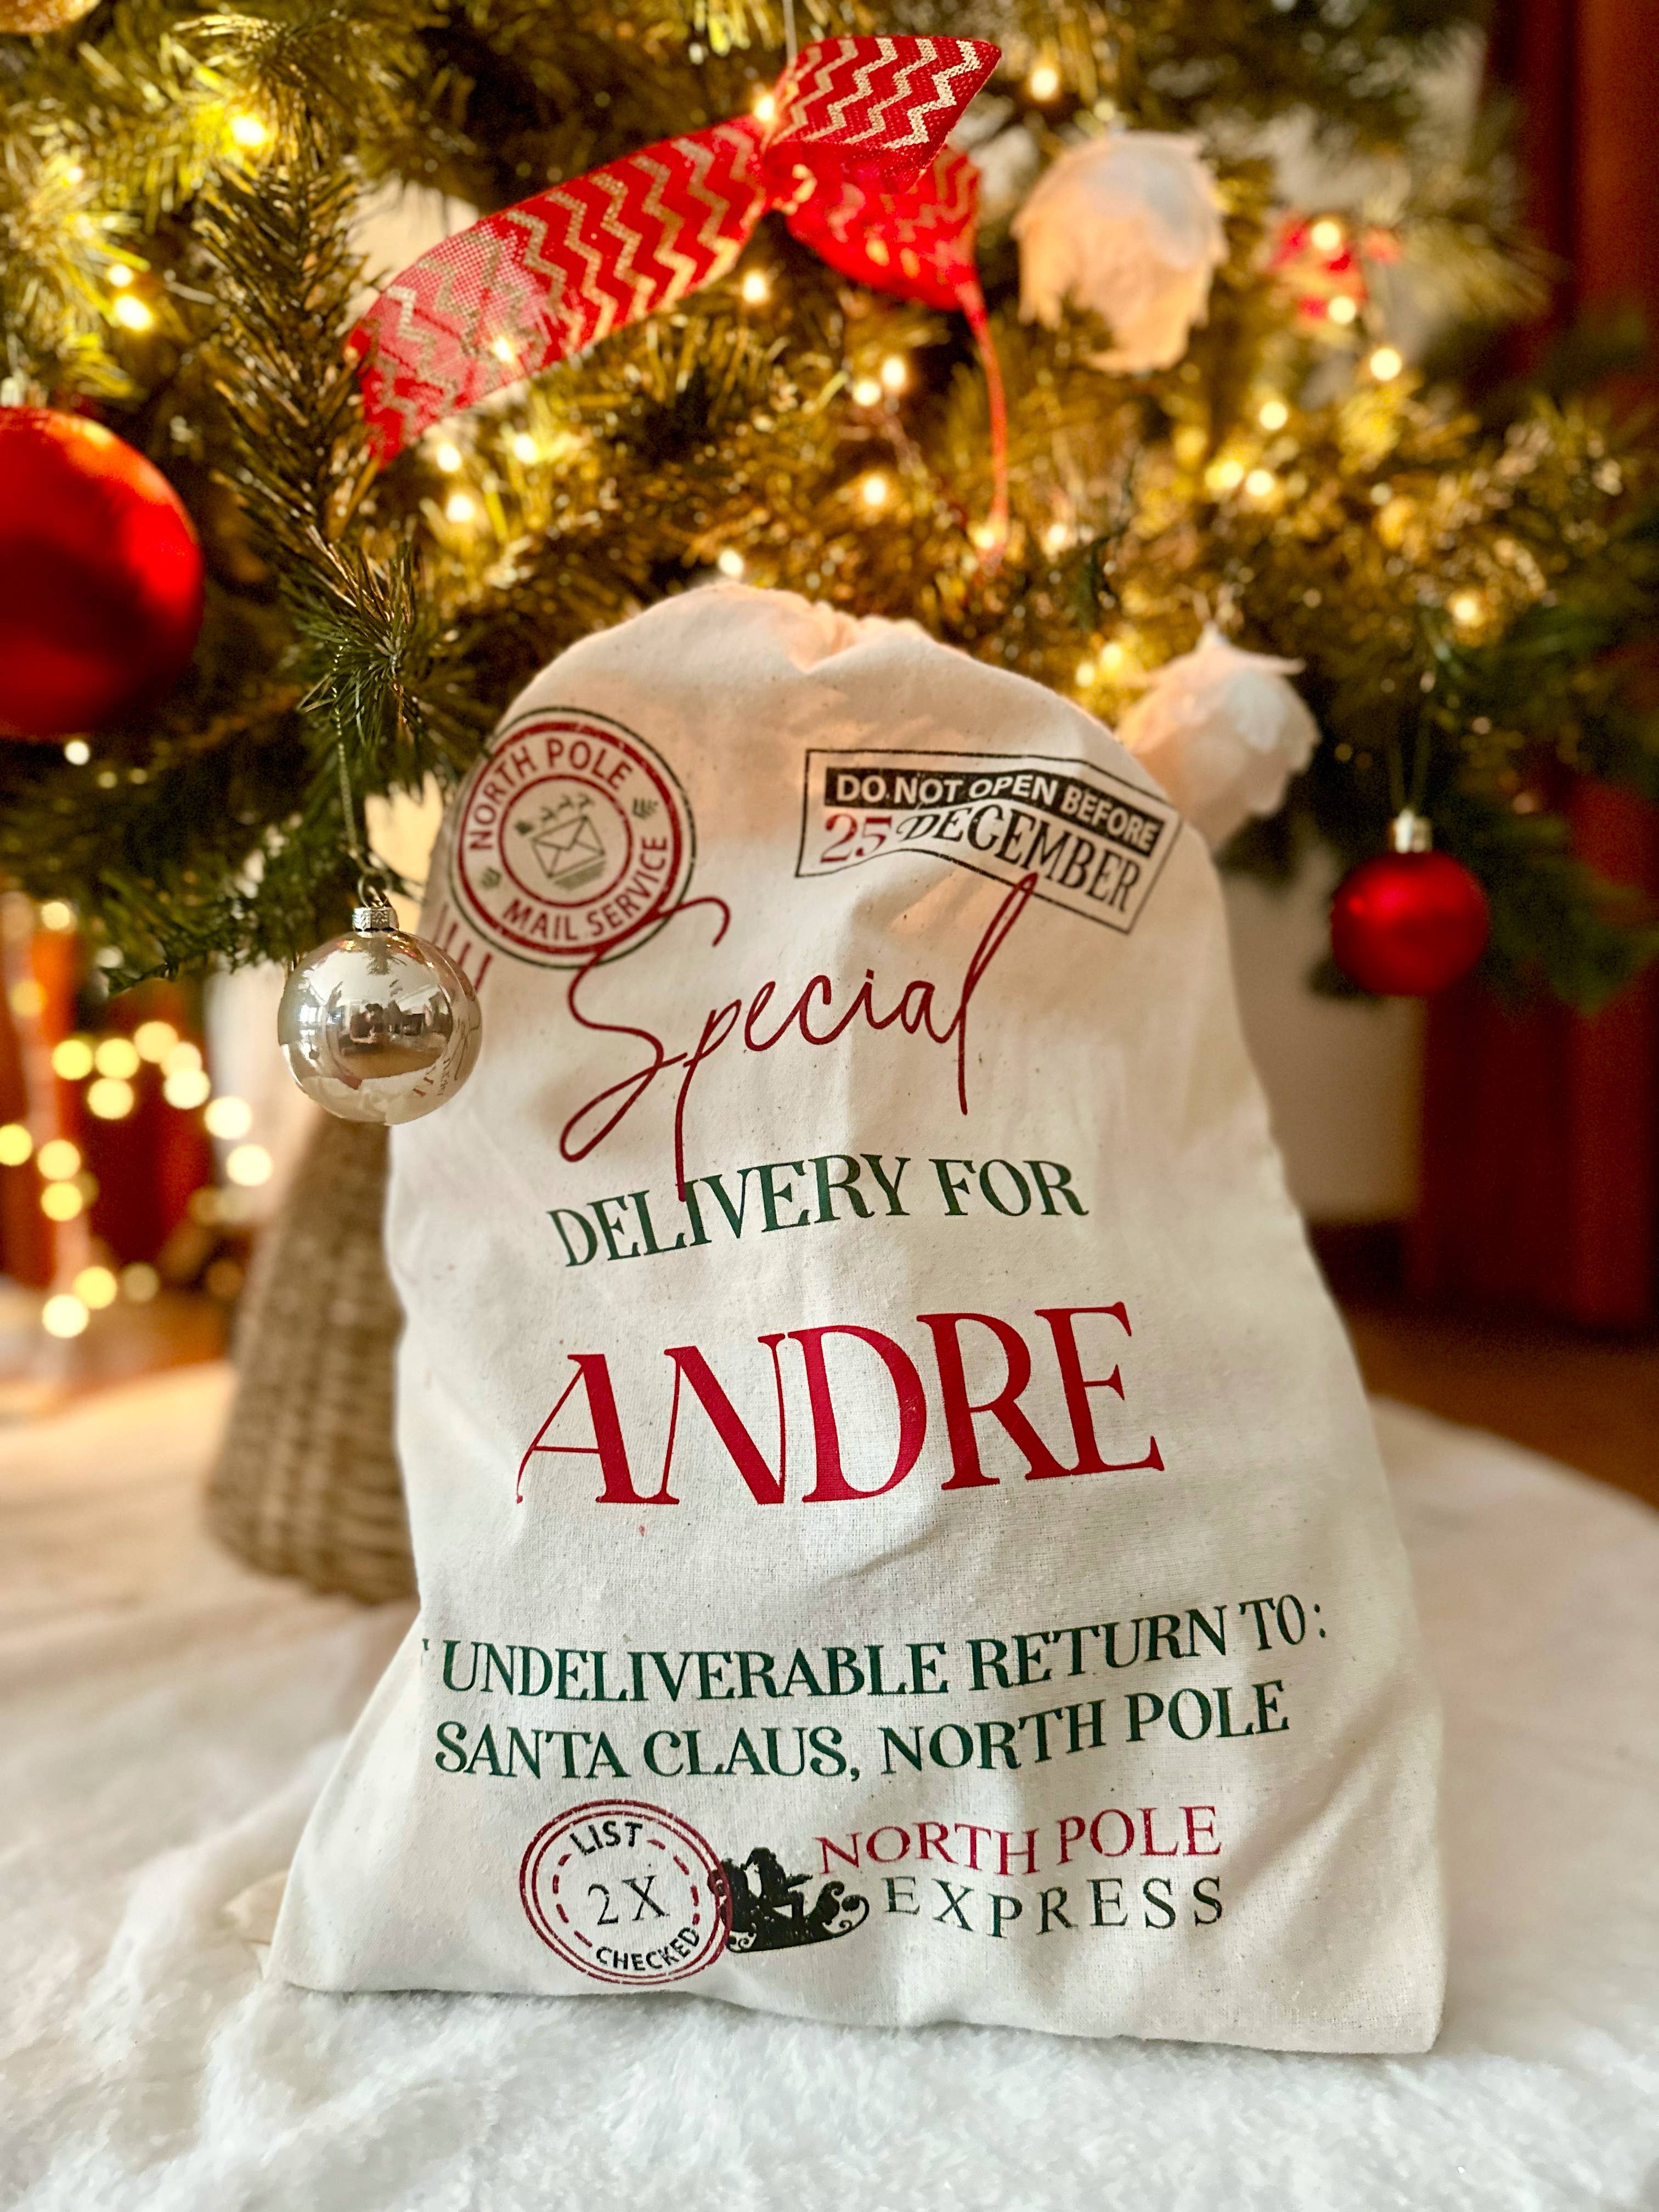 NORTH POLE
MAIL SERVICE
DO NOT OPEN BEFORE
25 DECEMBER
Special
DELIVERY FOR
ANDRE
UNDELIVERABLE RETURN TO:
SANTA CLAUS, NORTH POLE
LIST
2X
CHECKED
NORTH POLE
EXPRESS